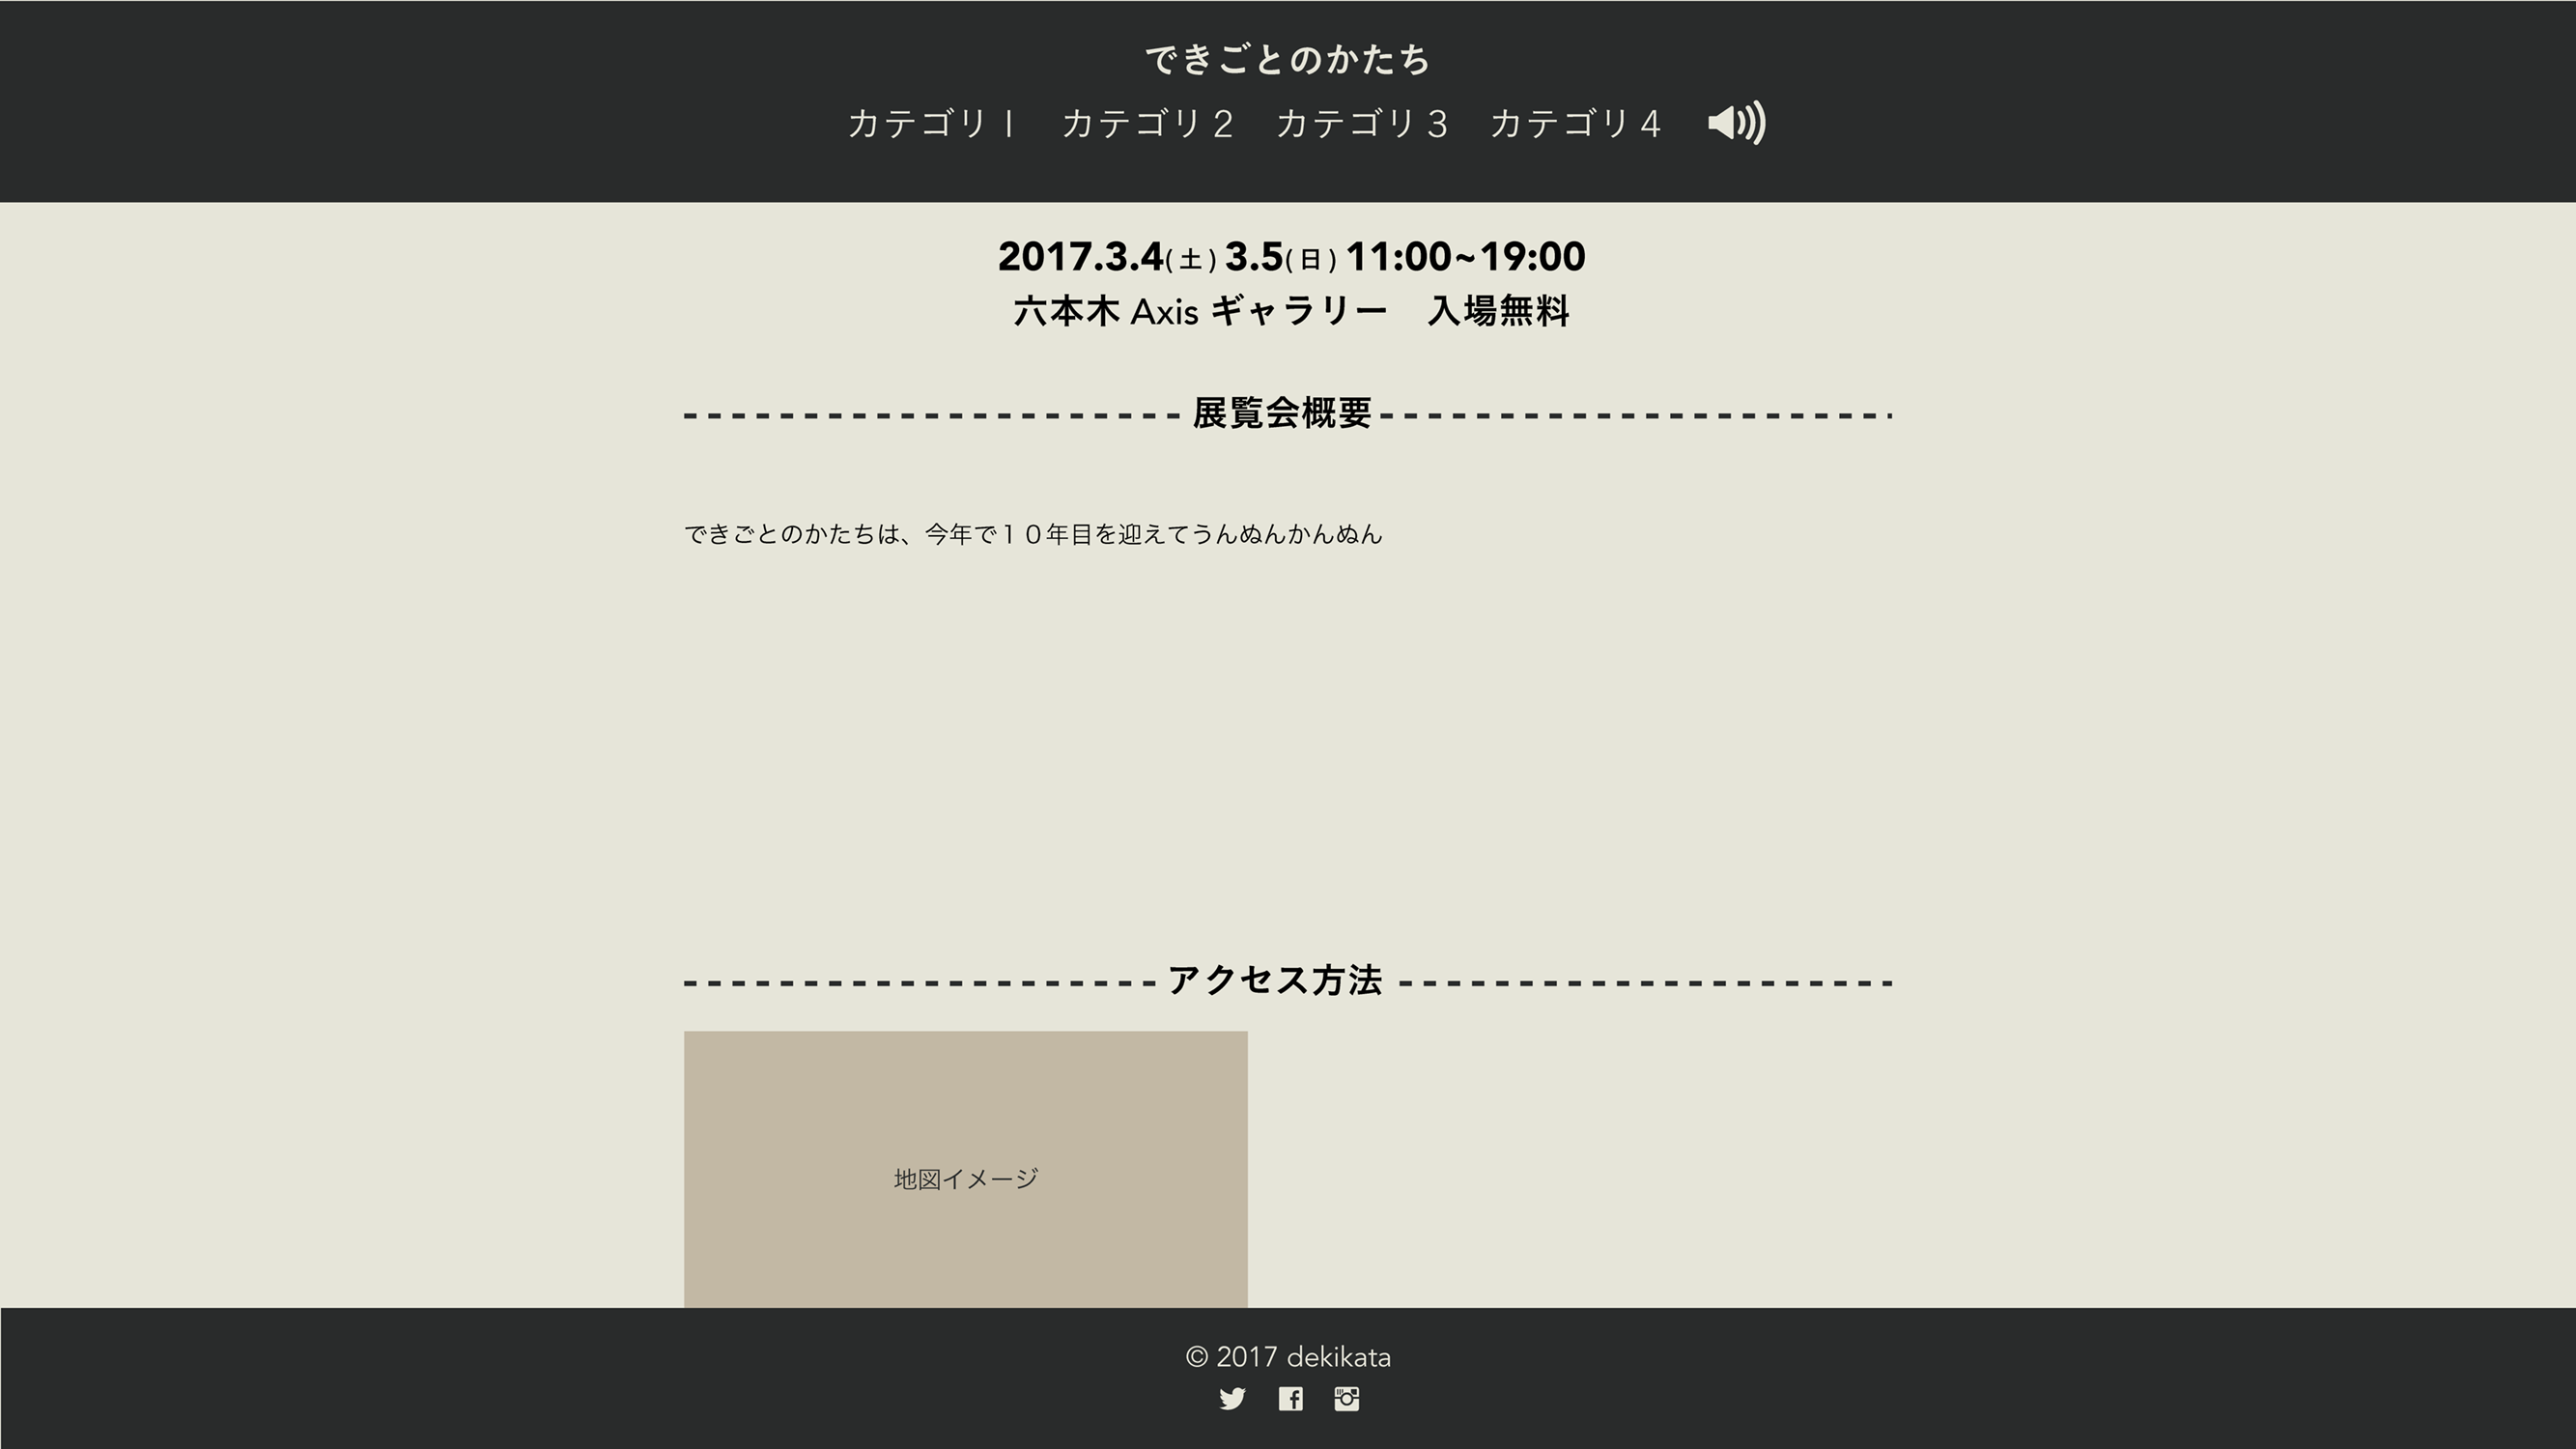 できごとのかたち
カテゴリ1 カテゴリ2 カテゴリ3 カテゴリ4
2017.3.4(土) 3.5(日) 11:00~19:00
六本木 Axis ギャラリー　入場無料
展覧会概要
できごとのかたちは、今年で１０年目を迎えてうんぬんかんぬん
アクセス方法
地図イメージ
© 2017 dekikata